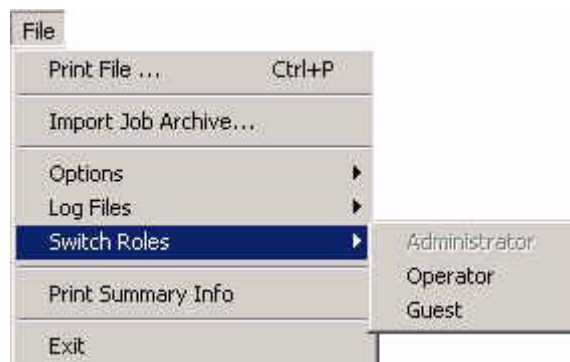 File
Print File ... Ctrl+P
Import Job Archive...
Options
Log Files
Switch Roles
Administrator
Operator
Guest
Print Summary Info
Exit